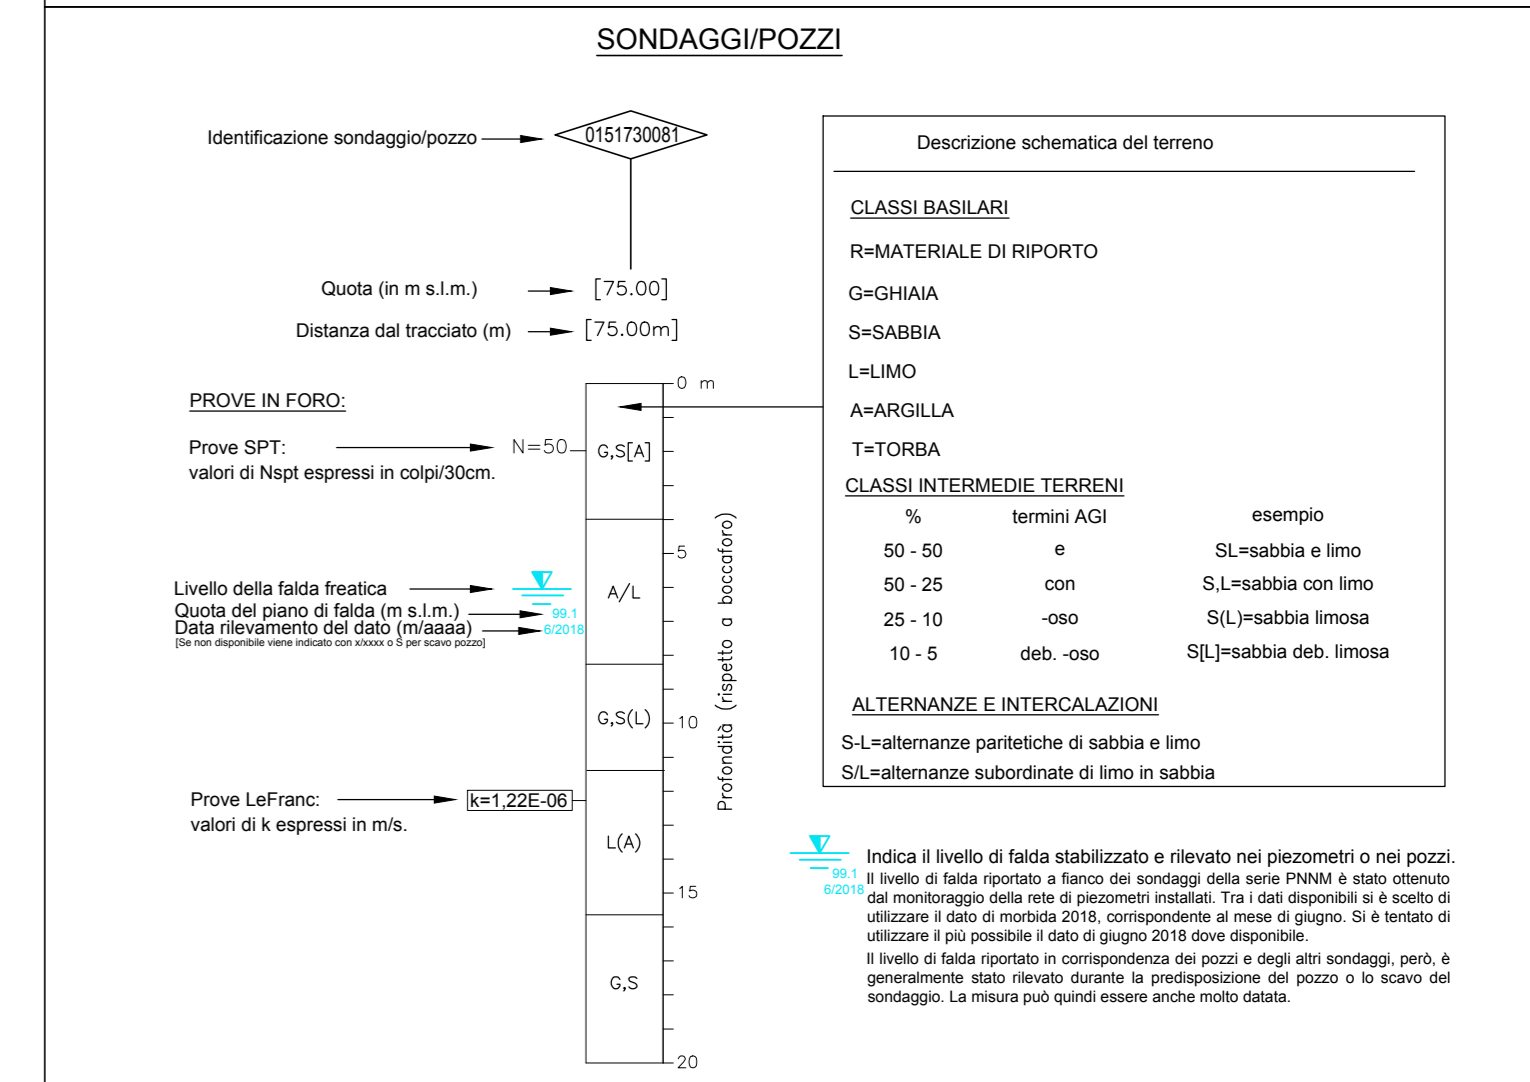 SONDAGGI/POZZI
Identificazione sondaggio/pozzo
0151730081
Quota (in m s.l.m.)
[75.00]
Distanza dal tracciato (m)
[75.00m]
PROVE IN FORO:
Prove SPT:
valori di Nspt espressi in colpi/30cm.
N=50
Livello della falda freatica
Quota del piano di falda (m s.l.m.)
Data rilevamento del dato (m/aaaa)
[Se non disponibile viene indicato con x/xxxx o S per scavo pozzo]
99.1
6/2018
Prove LeFranc:
valori di k espressi in m/s.
k=1,22E-06
G,S[A]
A/L
G,S(L)
L(A)
G,S
0 m
5
10
15
20
Profondità (rispetto a boccaforo)
Descrizione schematica del terreno
CLASSI BASILARI
R=MATERIALE DI RIPORTO
G=GHIAIA
S=SABBIA
L=LIMO
A=ARGILLA
T=TORBA
CLASSI INTERMEDIE TERRENI
% termini AGI esempio
50 - 50 e SL=sabbia e limo
50 - 25 con S,L=sabbia con limo
25 - 10 -oso S(L)=sabbia limosa
10 - 5 deb. -oso S[L]=sabbia deb. limosa
ALTERNANZE E INTERCALAZIONI
S-L=alternanze paritetiche di sabbia e limo
S/L=alternanze subordinate di limo in sabbia
99.1
6/2018
Indica il livello di falda stabilizzato e rilevato nei piezometri o nei pozzi.
Il livello di falda riportato a fianco dei sondaggi della serie PNNM è stato ottenuto
dal monitoraggio della rete di piezometri installati. Tra i dati disponibili si è scelto di
utilizzare il dato di morbida 2018, corrispondente al mese di giugno. Si è tentato di
utilizzare il più possibile il dato di giugno 2018 dove disponibile.
Il livello di falda riportato in corrispondenza dei pozzi e degli altri sondaggi, però, è
generalmente stato rilevato durante la predisposizione del pozzo o lo scavo del
sondaggio. La misura può quindi essere anche molto datata.